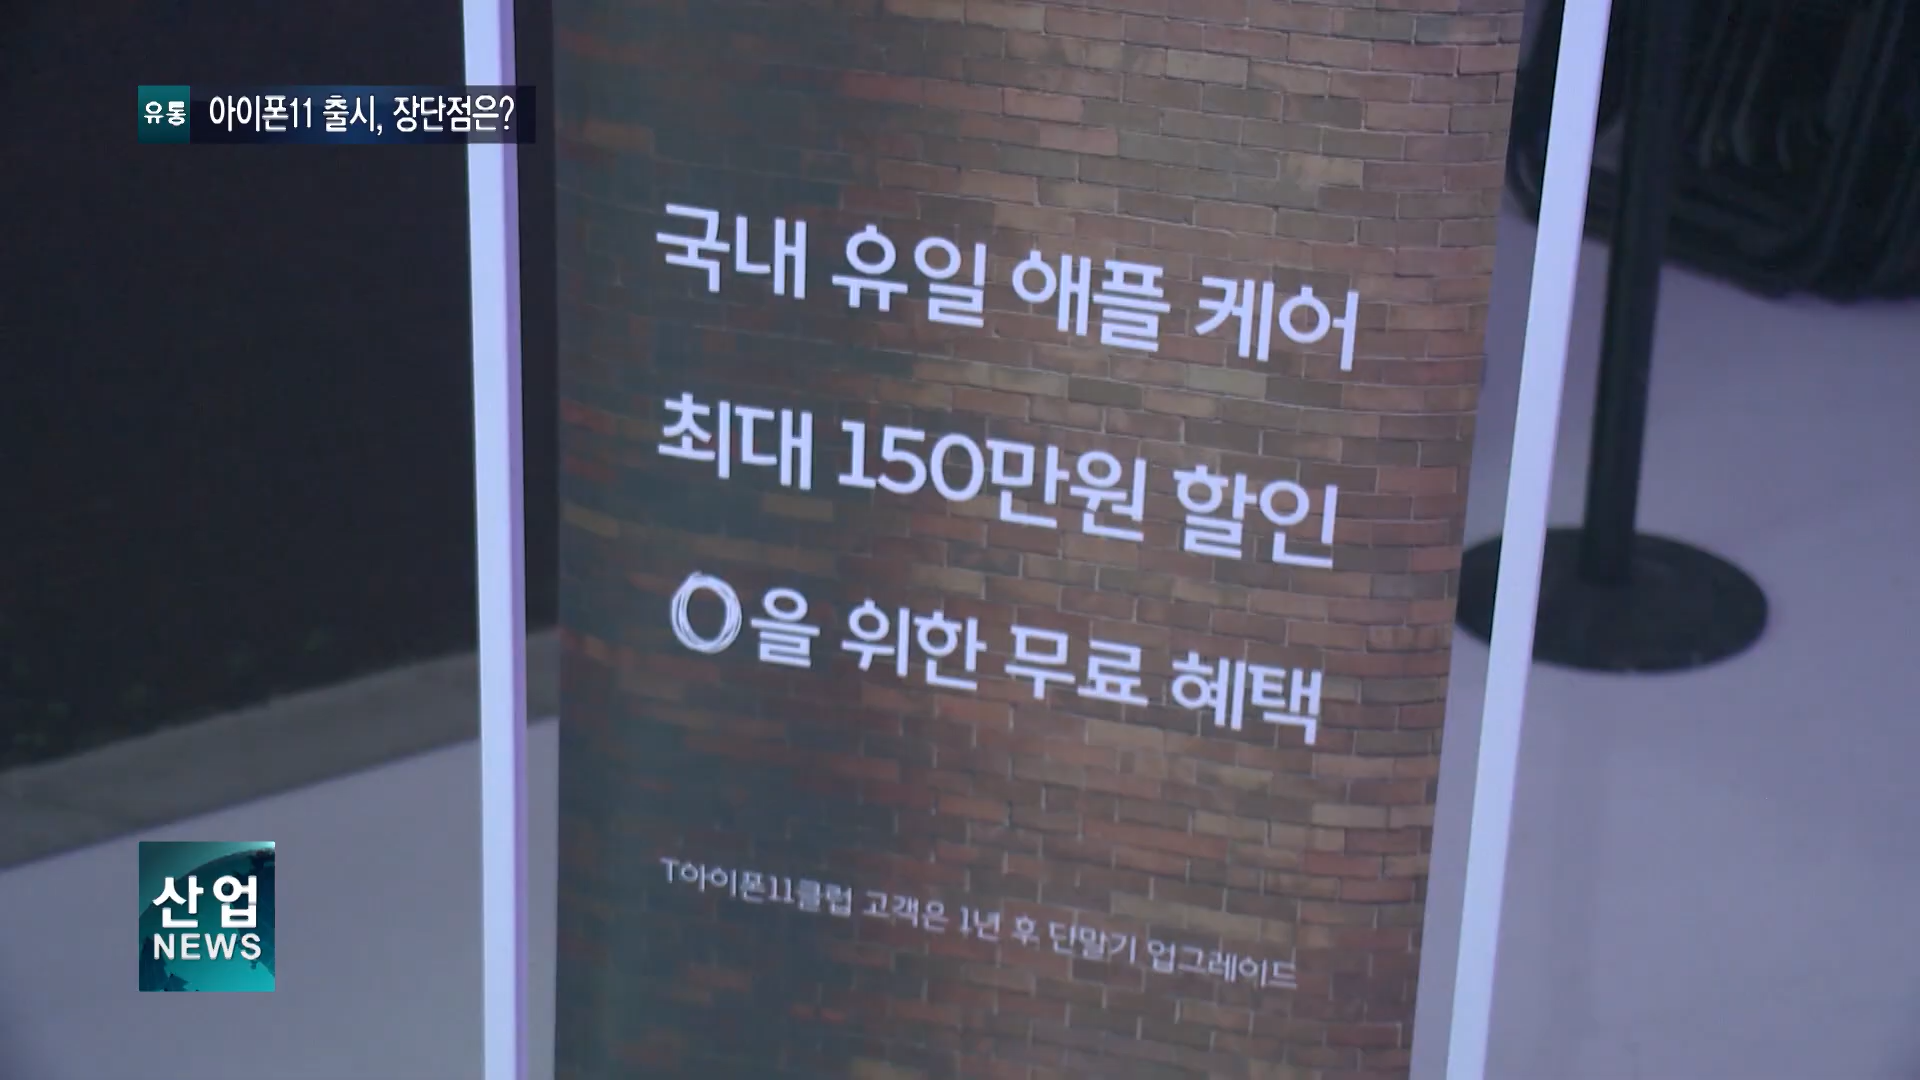 유통 아이폰11 출시, 장단점은?
국내 유일 애플 케어
최대 150만원 할인
0을 위한 무료 혜택
T아이폰11클럽 고객은 1년 후 단말기 업그레이드
산업
NEWS